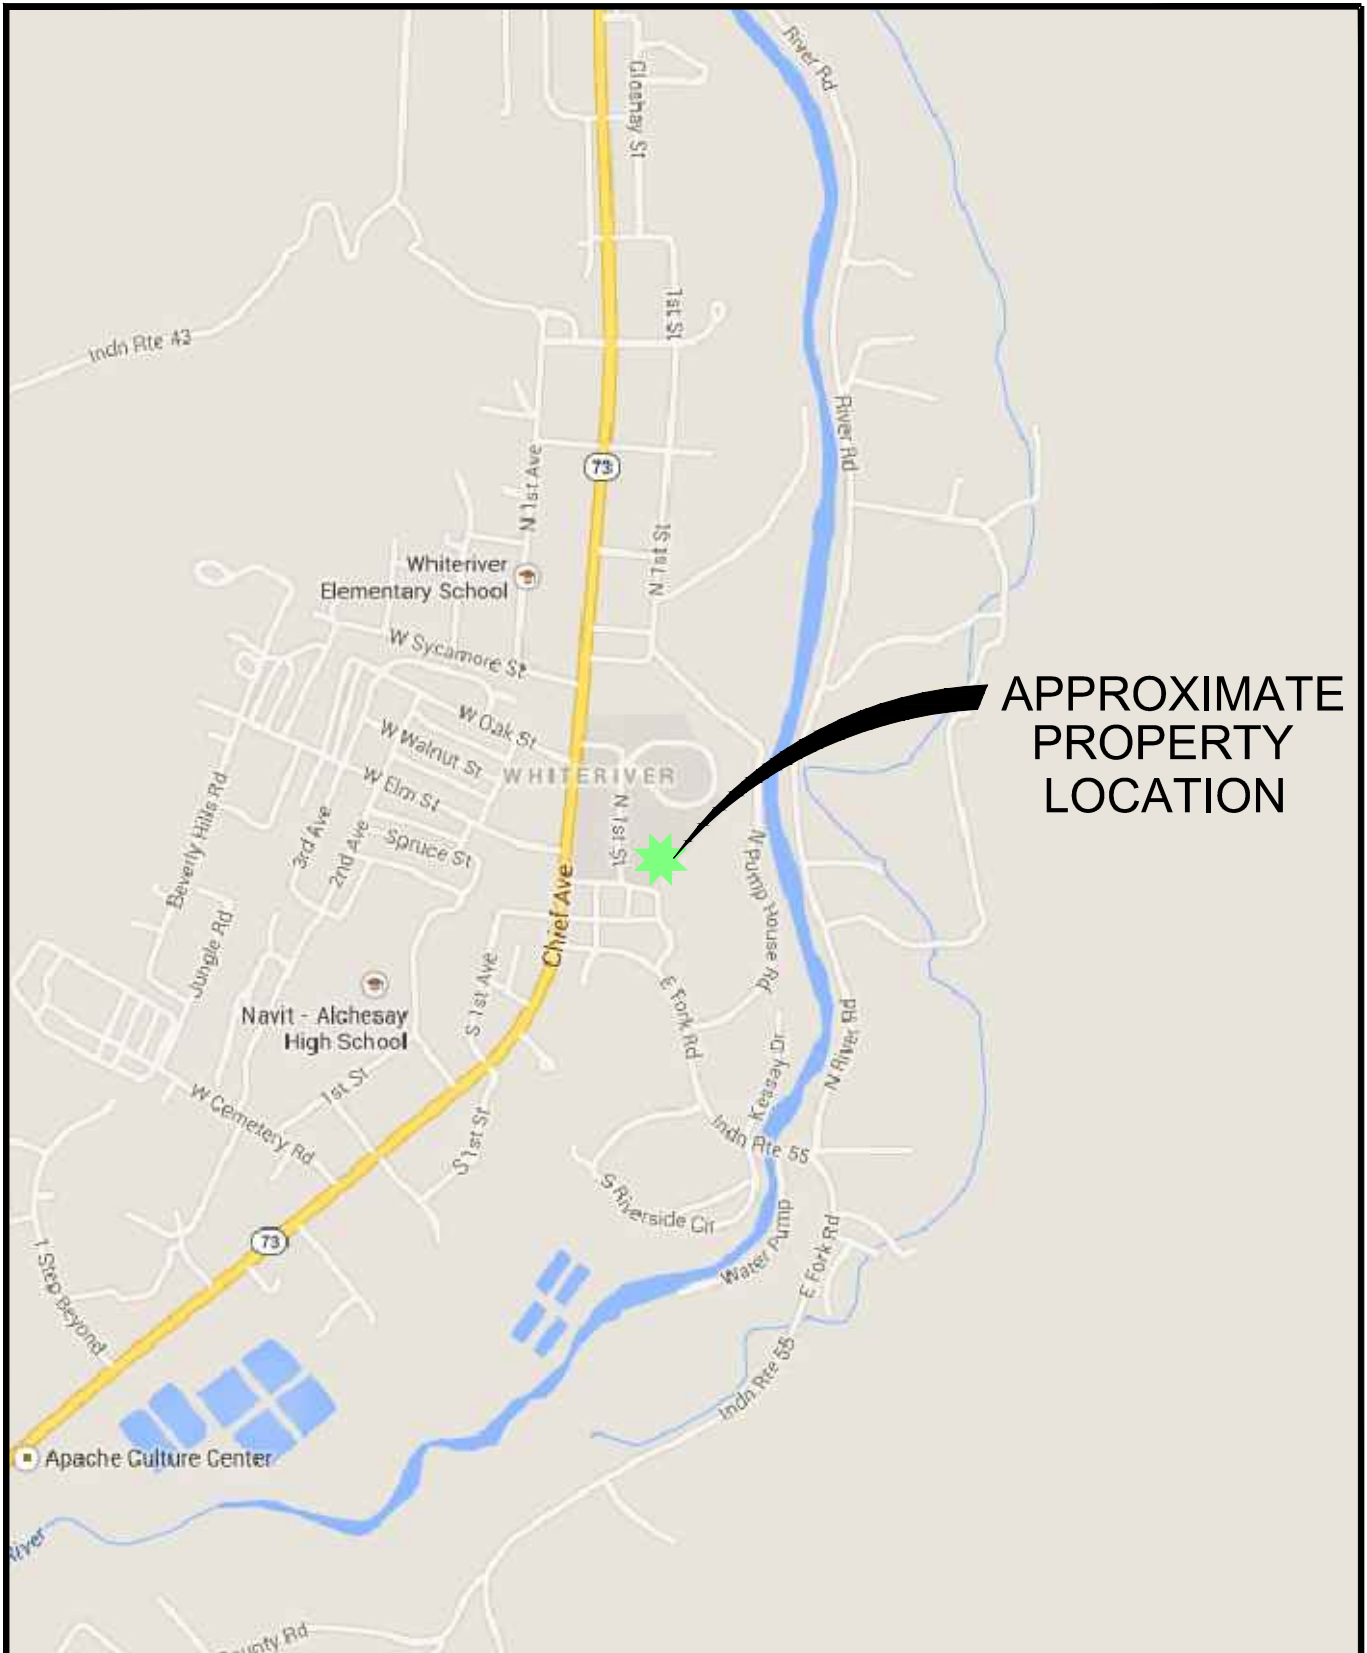 River Rd
Cloahay St
1st St
Indn Rte 43
River Rd
73
N 1st Ave
N 1st St
Whiteriver
Elementary School
W Sycamore St
APPROXIMATE
PROPERTY
LOCATION
W Oak St
W Walnut St
WHITERIVER
W Elm St
N 1st St
Beverly Hills Rd
3rd Ave
2nd Ave
Spruce St
N Pump House Rd
Chief Ave
Jungle Rd
S 1st Ave
E Fork Rd
Navit - Alchesay
High School
N River Rd
Kessay Dr
1st St
W Cemetery Rd
S 1st St
Indn Rte 55
S Riverside Cir
73
Water Pump
E Fork Rd
1 Step Beyond
Indn Rte 55
Apache Culture Center
River
County Rd